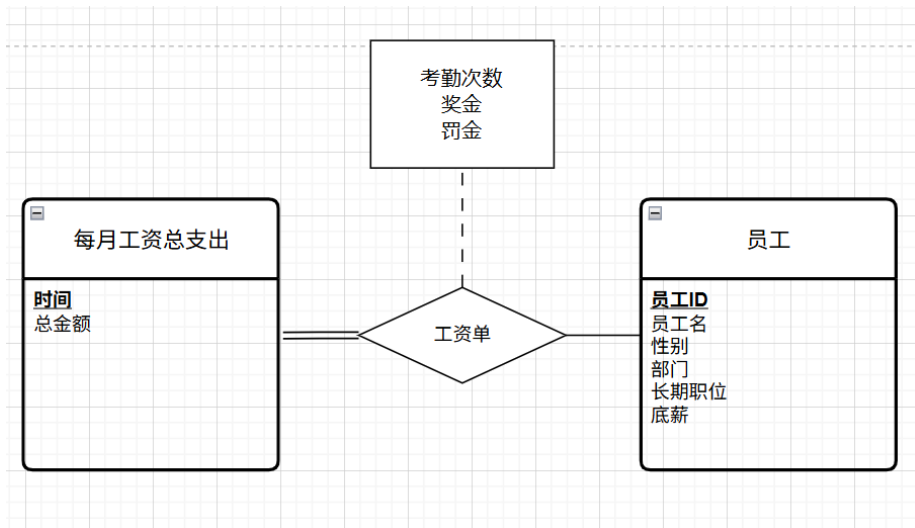 考勤次数
奖金
罚金
每月工资总支出
时间
总金额
工资单
员工
员工ID
员工名
性别
部门
长期职位
底薪